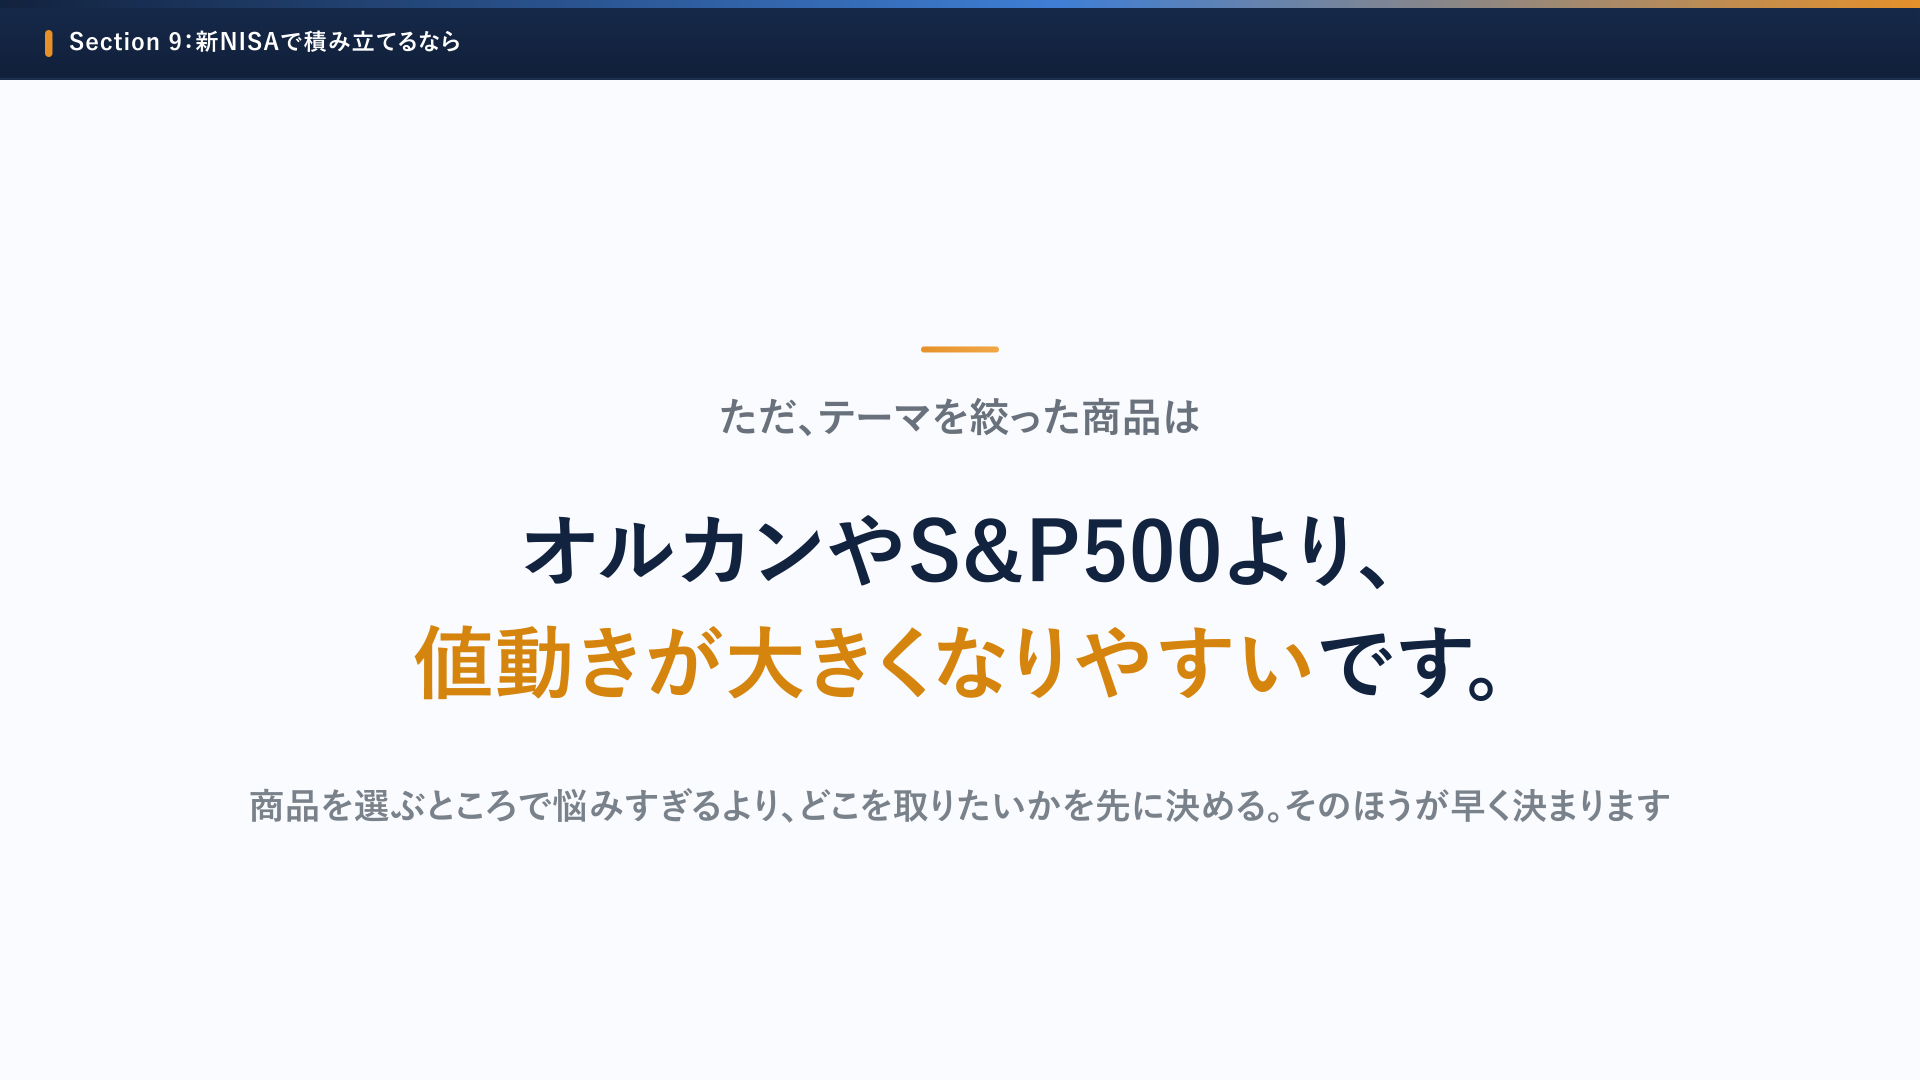 Section 9：新NISAで積み立てるなら
ただ、テーマを絞った商品は
オルカンやS&P500より、
値動きが大きくなりやすいです。
商品を選ぶところで悩みすぎるより、どこを取りたいかを先に決める。そのほうが早く決まります